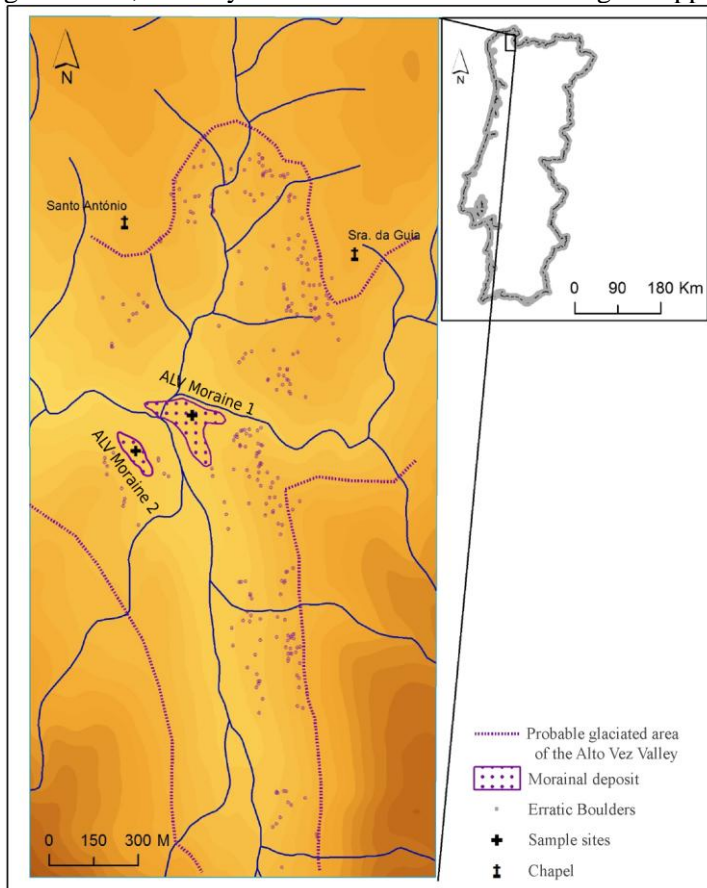 N
Santo António
Sra. da Guia
ALV Moraine 1
ALV Moraine 2
0 150 300 M
N
0 90 180 Km
Probable glaciated area
of the Alto Vez Valley
Morainal deposit
Erratic Boulders
Sample sites
Chapel